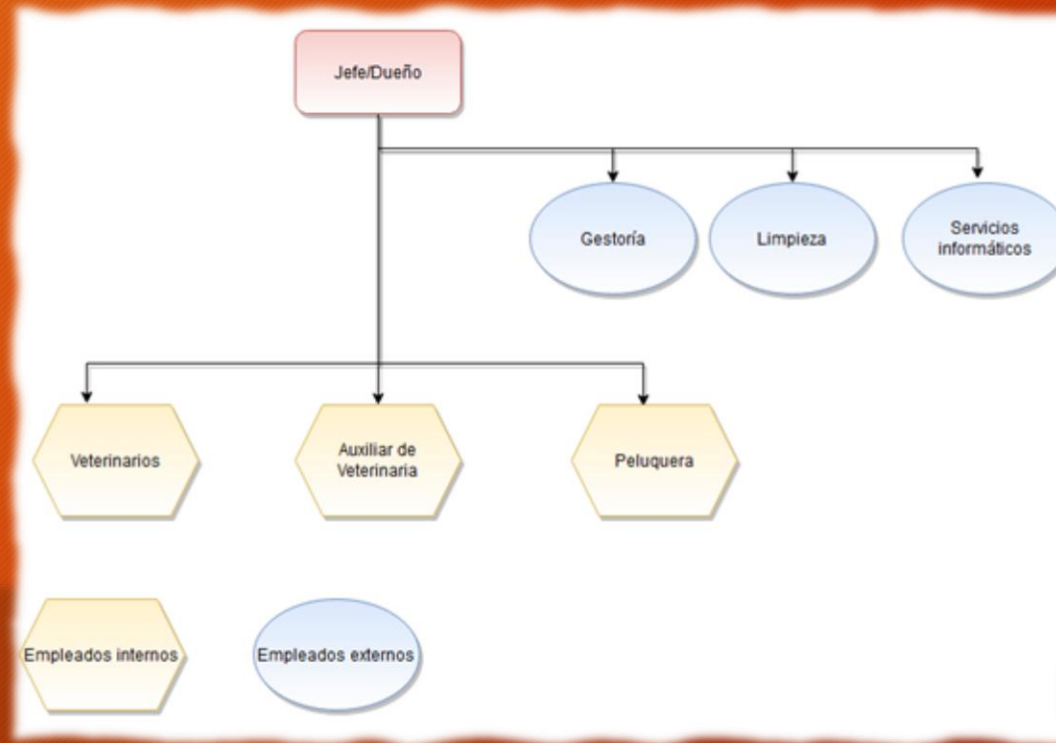 Jefe/Dueño
Gestoría
Limpieza
Servicios
informáticos
Veterinarios
Auxiliar de
Veterinaria
Peluquera
Empleados internos
Empleados externos